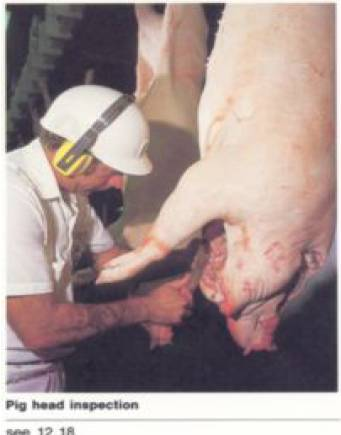 Pig head inspection
see 12.18